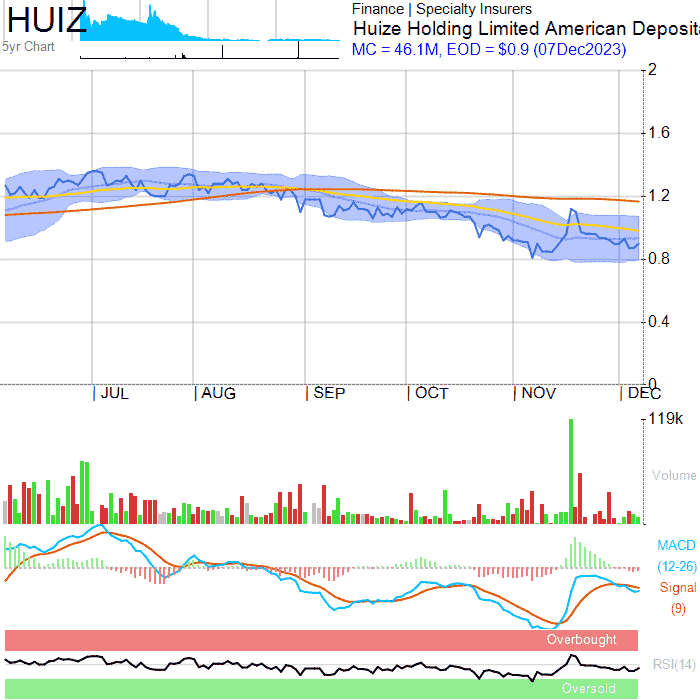 HUIZ
5yr Chart
Finance | Specialty Insurers
Huize Holding Limited American Deposit
MC = 46.1M, EOD = $0.9 (07Dec2023)
2
1.6
1.2
0.8
0.4
0
JUL AUG SEP OCT NOV DEC
119k
Volume
MACD
(12-26)
Signal
(9)
Overbought
RSI(14)
Oversold